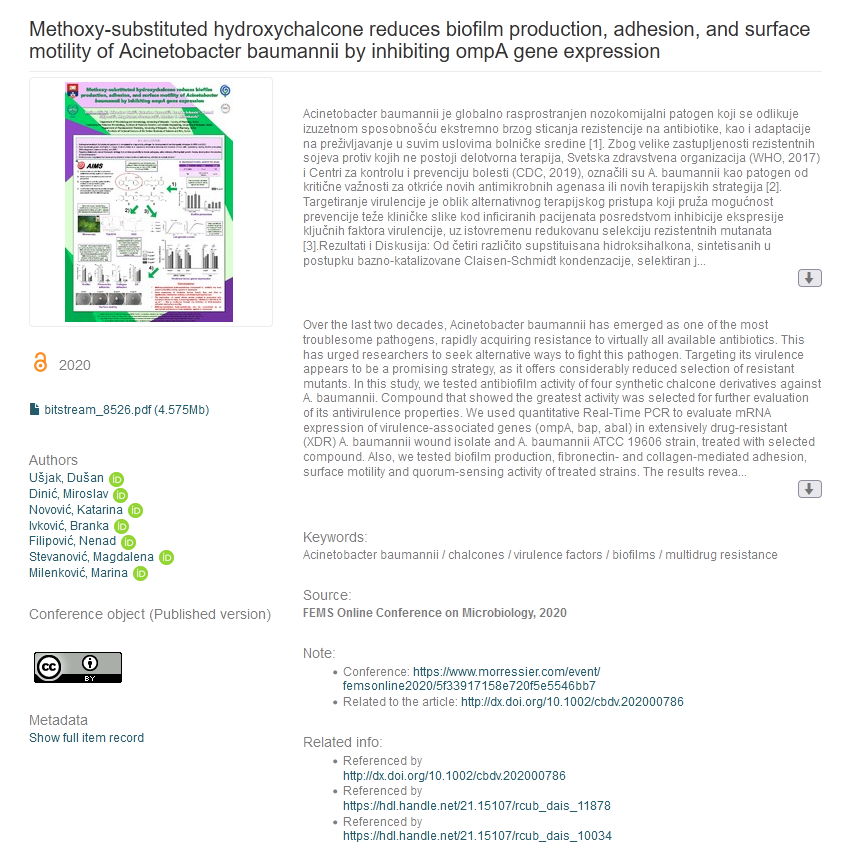 Methoxy-substituted hydroxychalcone reduces biofilm production, adhesion, and surface
motility of Acinetobacter baumannii by inhibiting ompA gene expression
Methoxy-substituted hydroxychalcone reduces biofilm
production, adhesion, and surface motility of Acinetobacter
baumannii by inhibiting ompA gene expression
AIMS
1)
2)
3)
4)
2020
bitstream_8526.pdf (4.575Mb)
Authors
Ušjak, Dušan
Dinić, Miroslav
Novović, Katarina
Ivković, Branka
Filipović, Nenad
Stevanović, Magdalena
Milenković, Marina
Conference object (Published version)
cc BY
Metadata
Show full item record
Acinetobacter baumannii je globalno rasprostranjen nozokomijalni patogen koji se odlikuje
izuzetnom sposobnošću ekstremno brzog sticanja rezistencije na antibiotike, kao i adaptacije
na preživljavanje u suvim uslovima bolničke sredine [1]. Zbog velike zastupljenosti rezistentnih
sojeva protiv kojih ne postoji delotvorna terapija, Svetska zdravstvena organizacija (WHO, 2017)
i Centri za kontrolu i prevenciju bolesti (CDC, 2019), označili su A. baumannii kao patogen od
kritične važnosti za otkriće novih antimikrobnih agenasa ili novih terapijskih strategija [2].
Targetiranje virulencije je oblik alternativnog terapijskog pristupa koji pruža mogućnost
prevencije teže kliničke slike kod inficiranih pacijenata posredstvom inhibicije ekspresije
ključnih faktora virulencije, uz istovremenu redukovanu selekciju rezistentnih mutanata
[3].Rezultati i Diskusija: Od četiri različito supstituisana hidroksihalkona, sintetisanih u
postupku bazno-katalizovane Claisen-Schmidt kondenzacije, selektiran j...
Over the last two decades, Acinetobacter baumannii has emerged as one of the most
troublesome pathogens, rapidly acquiring resistance to virtually all available antibiotics. This
has urged researchers to seek alternative ways to fight this pathogen. Targeting its virulence
appears to be a promising strategy, as it offers considerably reduced selection of resistant
mutants. In this study, we tested antibiofilm activity of four synthetic chalcone derivatives against
A. baumannii. Compound that showed the greatest activity was selected for further evaluation
of its antivirulence properties. We used quantitative Real-Time PCR to evaluate mRNA
expression of virulence-associated genes (ompA, bap, abaI) in extensively drug-resistant
(XDR) A. baumannii wound isolate and A. baumannii ATCC 19606 strain, treated with selected
compound. Also, we tested biofilm production, fibronectin- and collagen-mediated adhesion,
surface motility and quorum-sensing activity of treated strains. The results revea...
Keywords:
Acinetobacter baumannii / chalcones / virulence factors / biofilms / multidrug resistance
Source:
FEMS Online Conference on Microbiology, 2020
Note:
Conference: https://www.morressier.com/event/
femsonline2020/5f33917158e720f5e5546bb7
Related to the article: http://dx.doi.org/10.1002/cbdv.202000786
Related info:
Referenced by
http://dx.doi.org/10.1002/cbdv.202000786
Referenced by
https://hdl.handle.net/21.15107/rcub_dais_11878
Referenced by
https://hdl.handle.net/21.15107/rcub_dais_10034